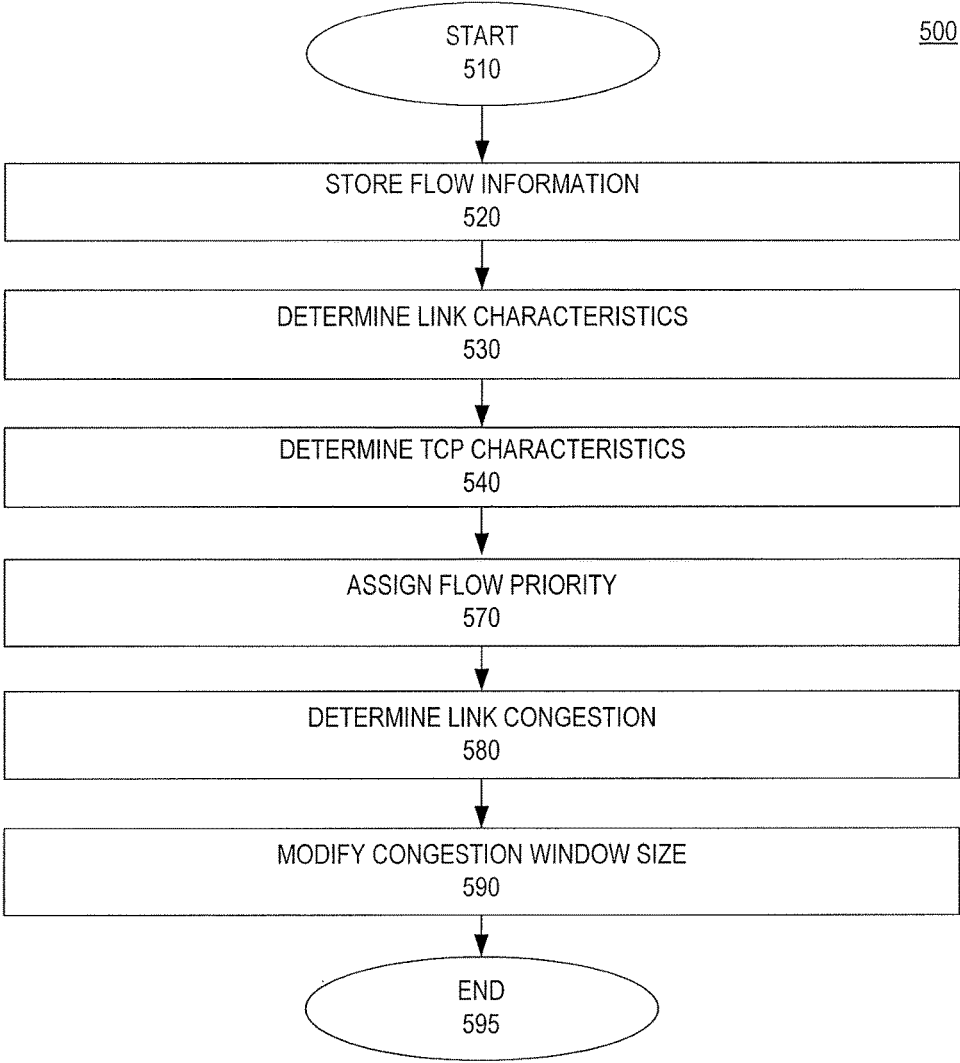 500
START
510
STORE FLOW INFORMATION
520
DETERMINE LINK CHARACTERISTICS
530
DETERMINE TCP CHARACTERISTICS
540
ASSIGN FLOW PRIORITY
570
DETERMINE LINK CONGESTION
580
MODIFY CONGESTION WINDOW SIZE
590
END
595